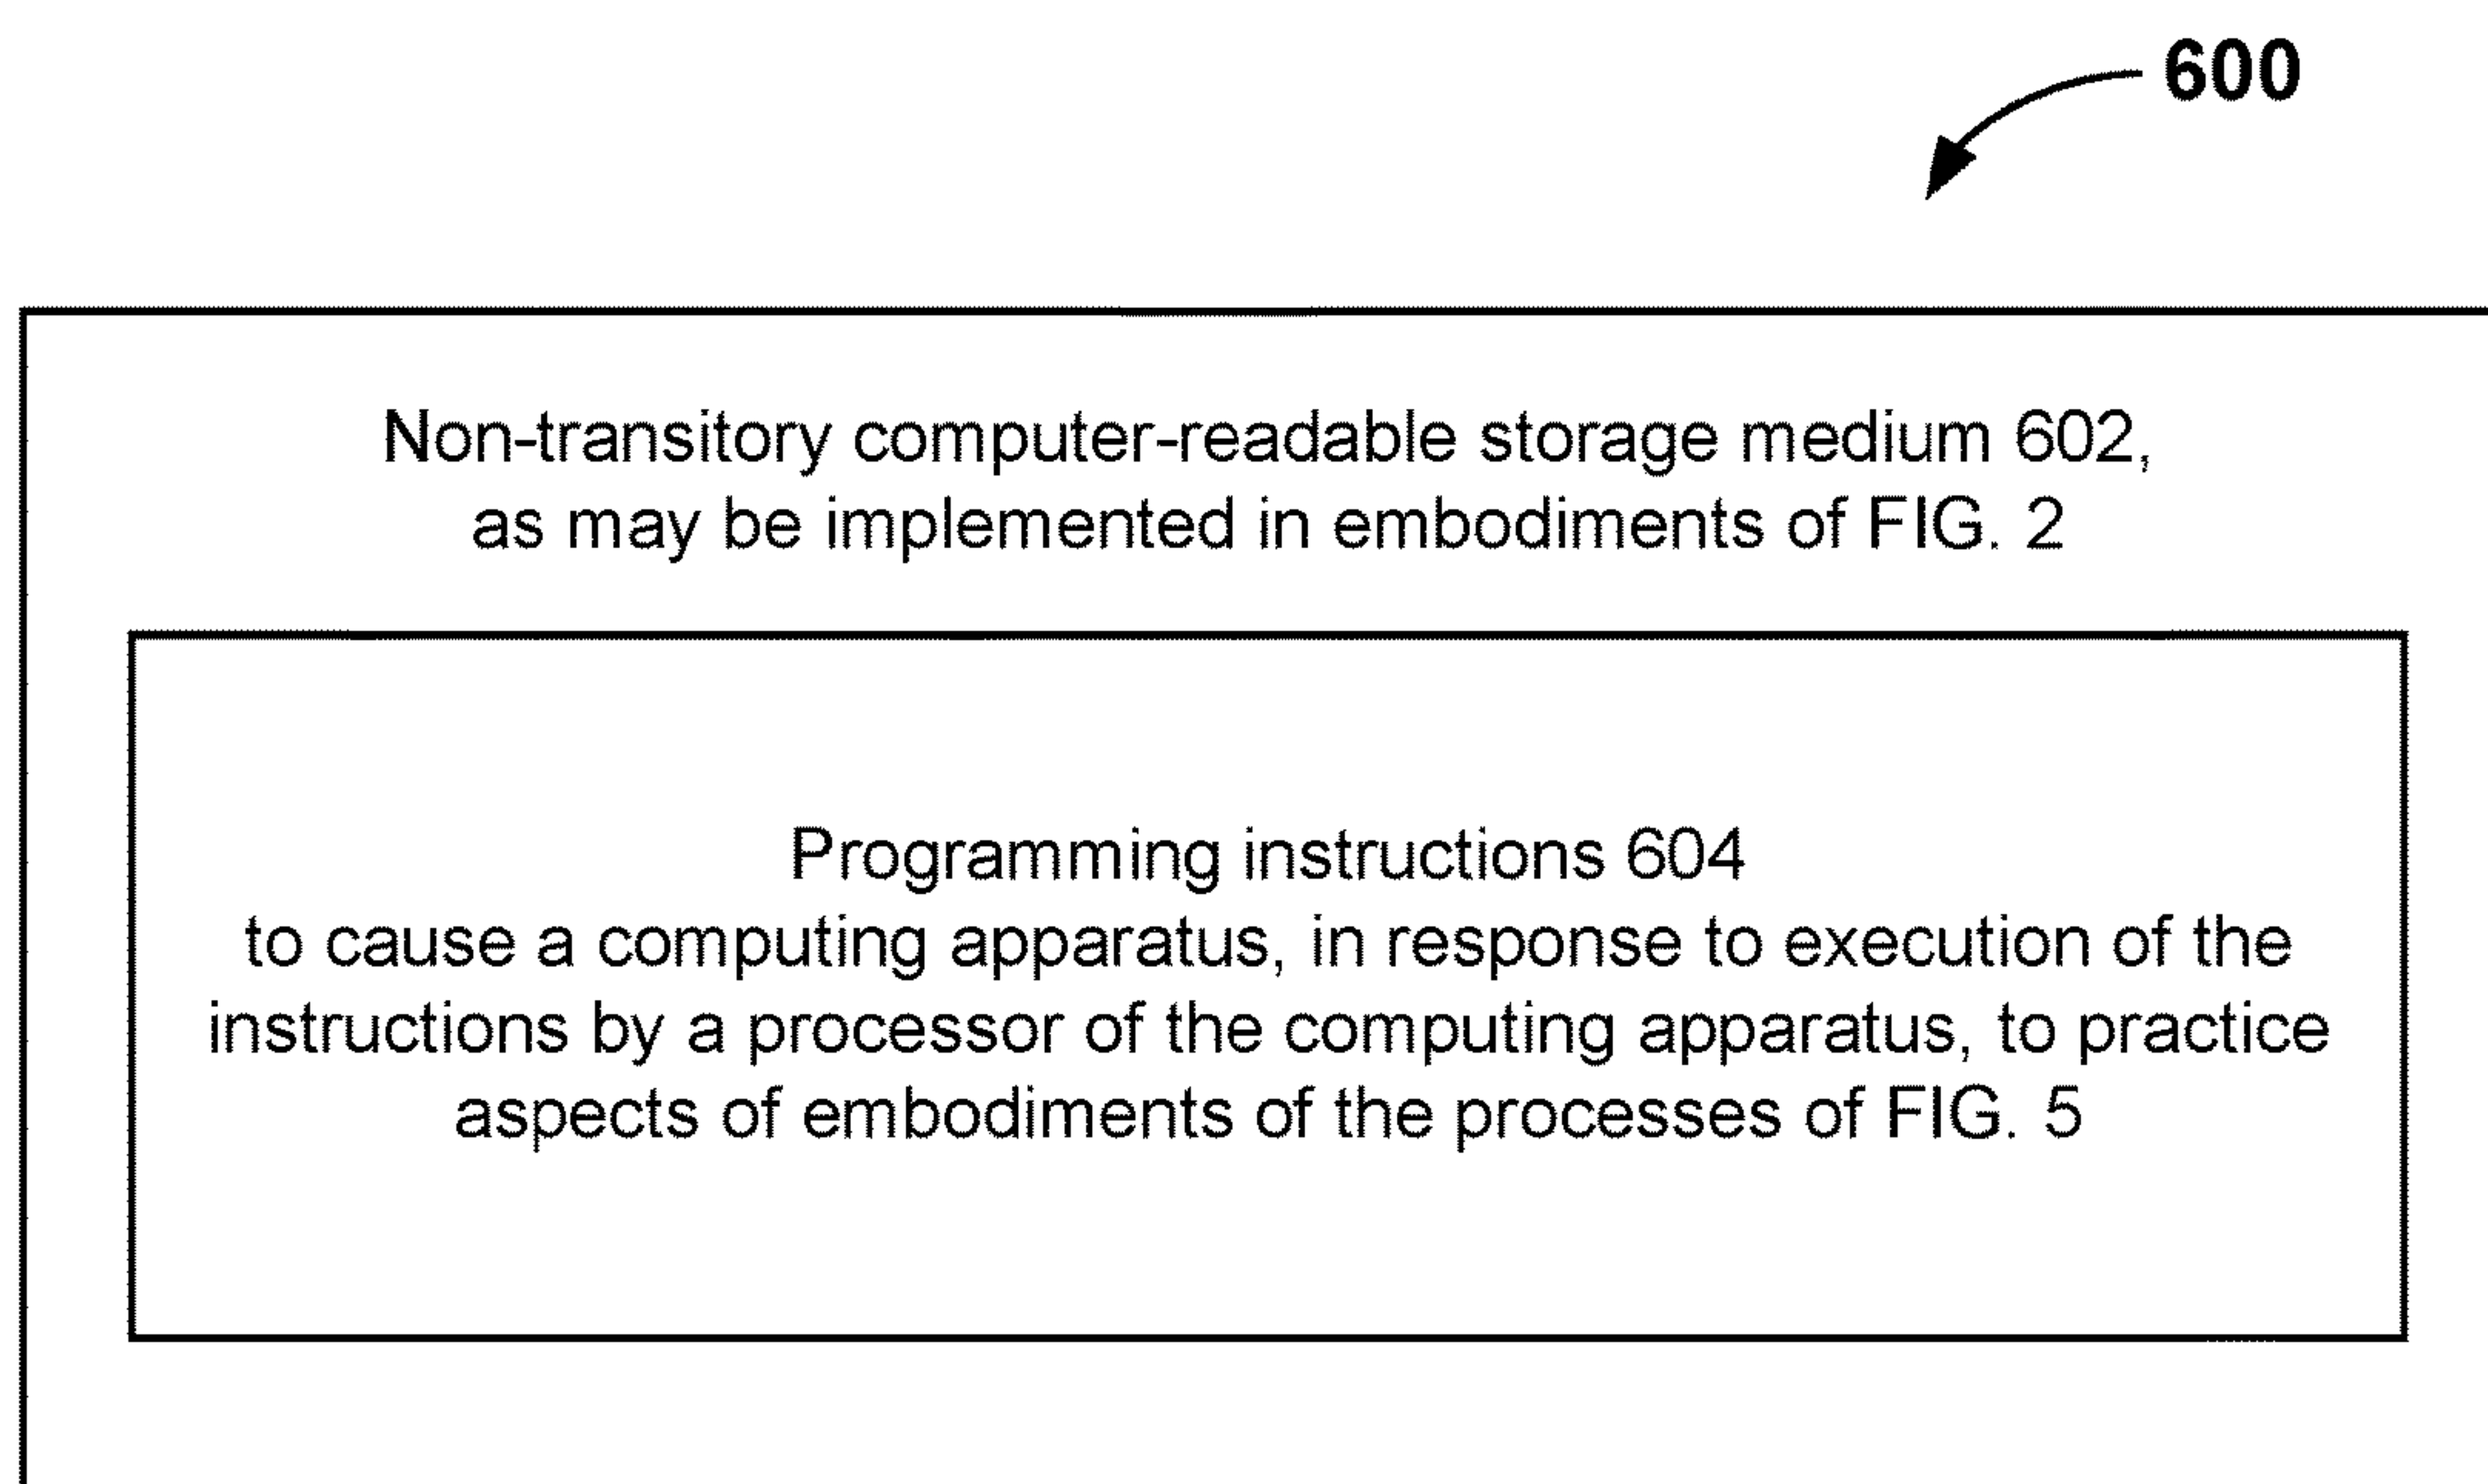 600
Non-transitory computer-readable storage medium 602,
as may be implemented in embodiments of FIG. 2
Programming instructions 604
to cause a computing apparatus, in response to execution of the
instructions by a processor of the computing apparatus, to practice
aspects of embodiments of the processes of FIG. 5